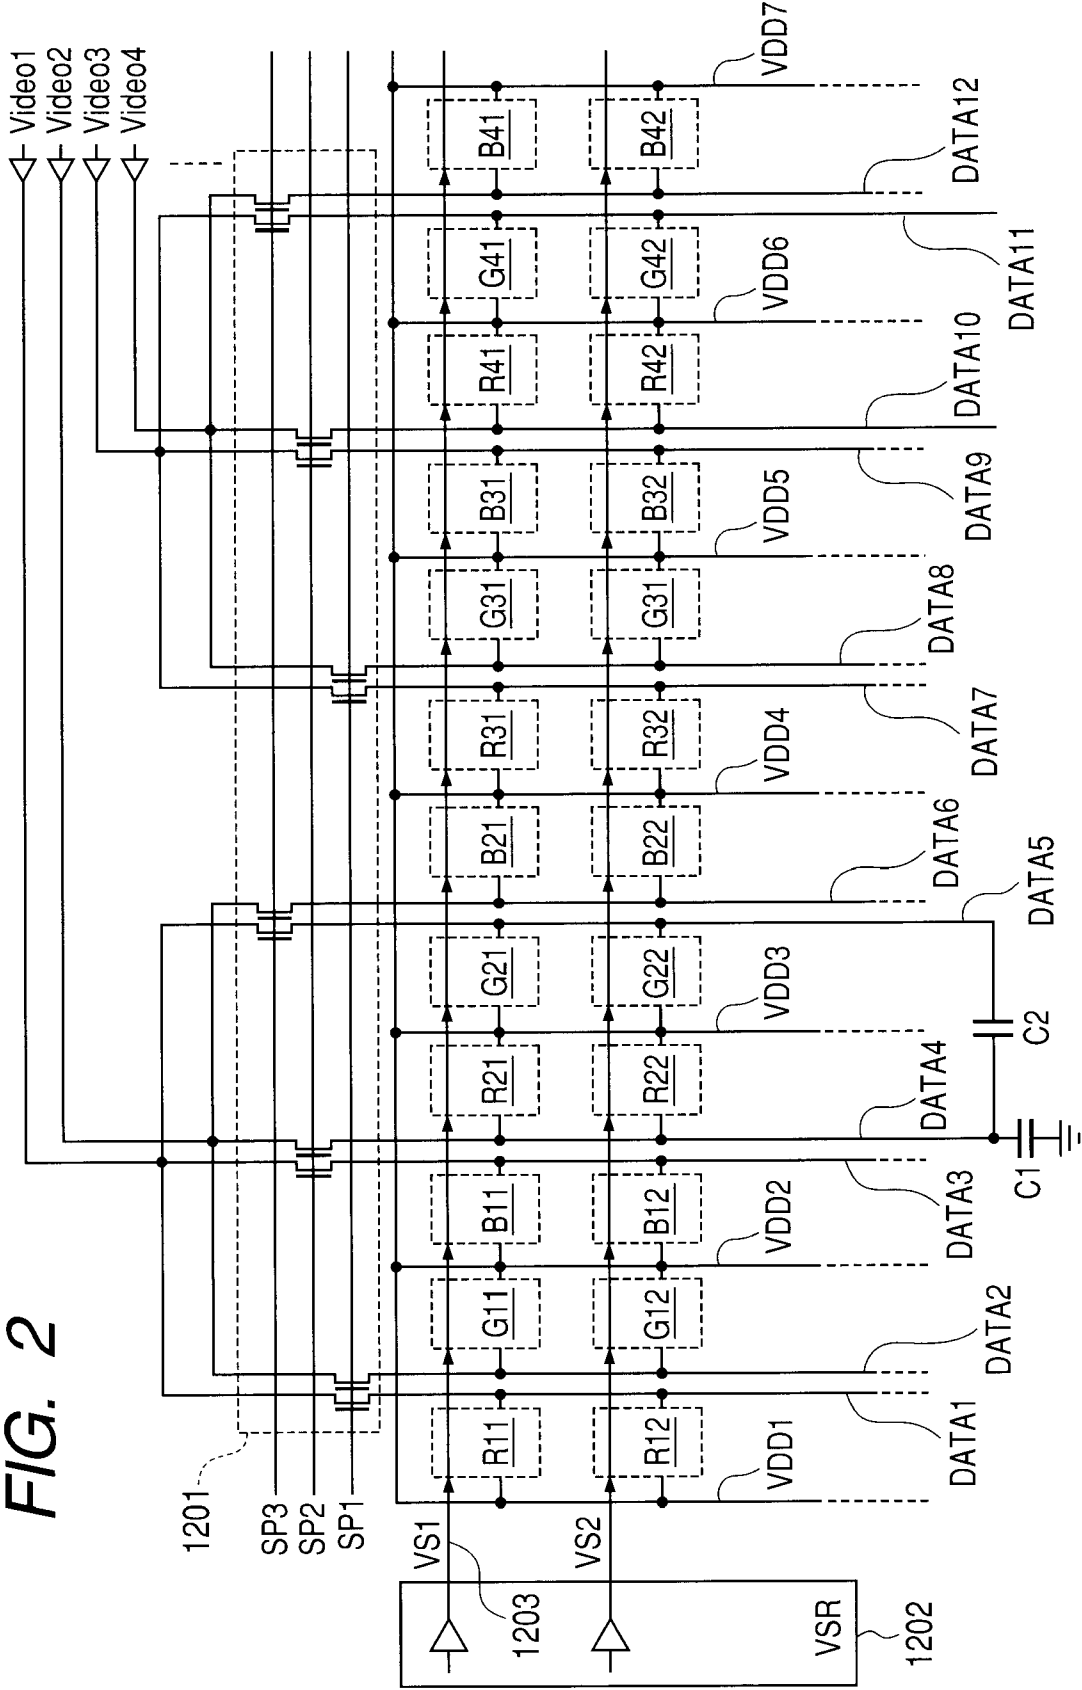 FIG. 2
Video1
Video2
Video3
Video4
1201
SP3
SP2
SP1
VS1
1203
R11
G11
B11
R21
G21
B21
R31
G31
B31
R41
G41
B41
VS2
R12
G12
B12
R22
G22
B22
R32
G31
B32
R42
G42
B42
VSR
1202
VDD1
VDD2
VDD3
VDD4
VDD5
VDD6
VDD7
DATA1
DATA2
DATA3
DATA4
DATA5
DATA6
DATA7
DATA8
DATA9
DATA10
DATA11
DATA12
C1
C2